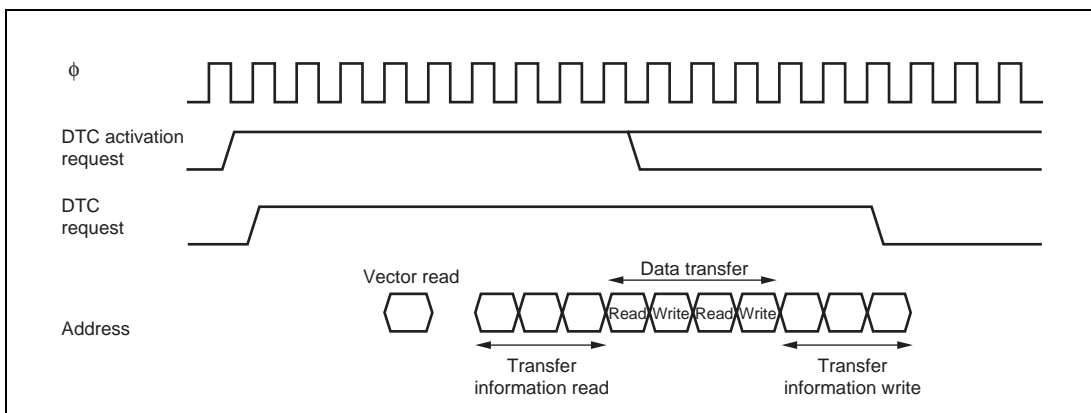 ϕ
DTC activation
request
DTC
request
Vector read
Data transfer
Address
Read Write Read Write
Transfer
information read
Transfer
information write